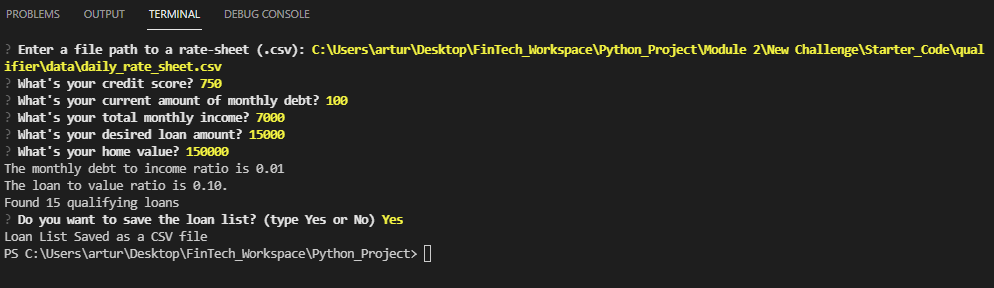 PROBLEMS OUTPUT TERMINAL DEBUG CONSOLE
? Enter a file path to a rate-sheet (.csv): C:\Users\artur\Desktop\FinTech_Workspace\Python_Project\Module 2\New Challenge\Starter_Code\qual
ifier\data\daily_rate_sheet.csv
? What's your credit score? 750
? What's your current amount of monthly debt? 100
? What's your total monthly income? 7000
? What's your desired loan amount? 15000
? What's your home value? 150000
The monthly debt to income ratio is 0.01
The loan to value ratio is 0.10.
Found 15 qualifying loans
? Do you want to save the loan list? (type Yes or No) Yes
Loan List Saved as a CSV file
PS C:\Users\artur\Desktop\FinTech_Workspace\Python_Project>